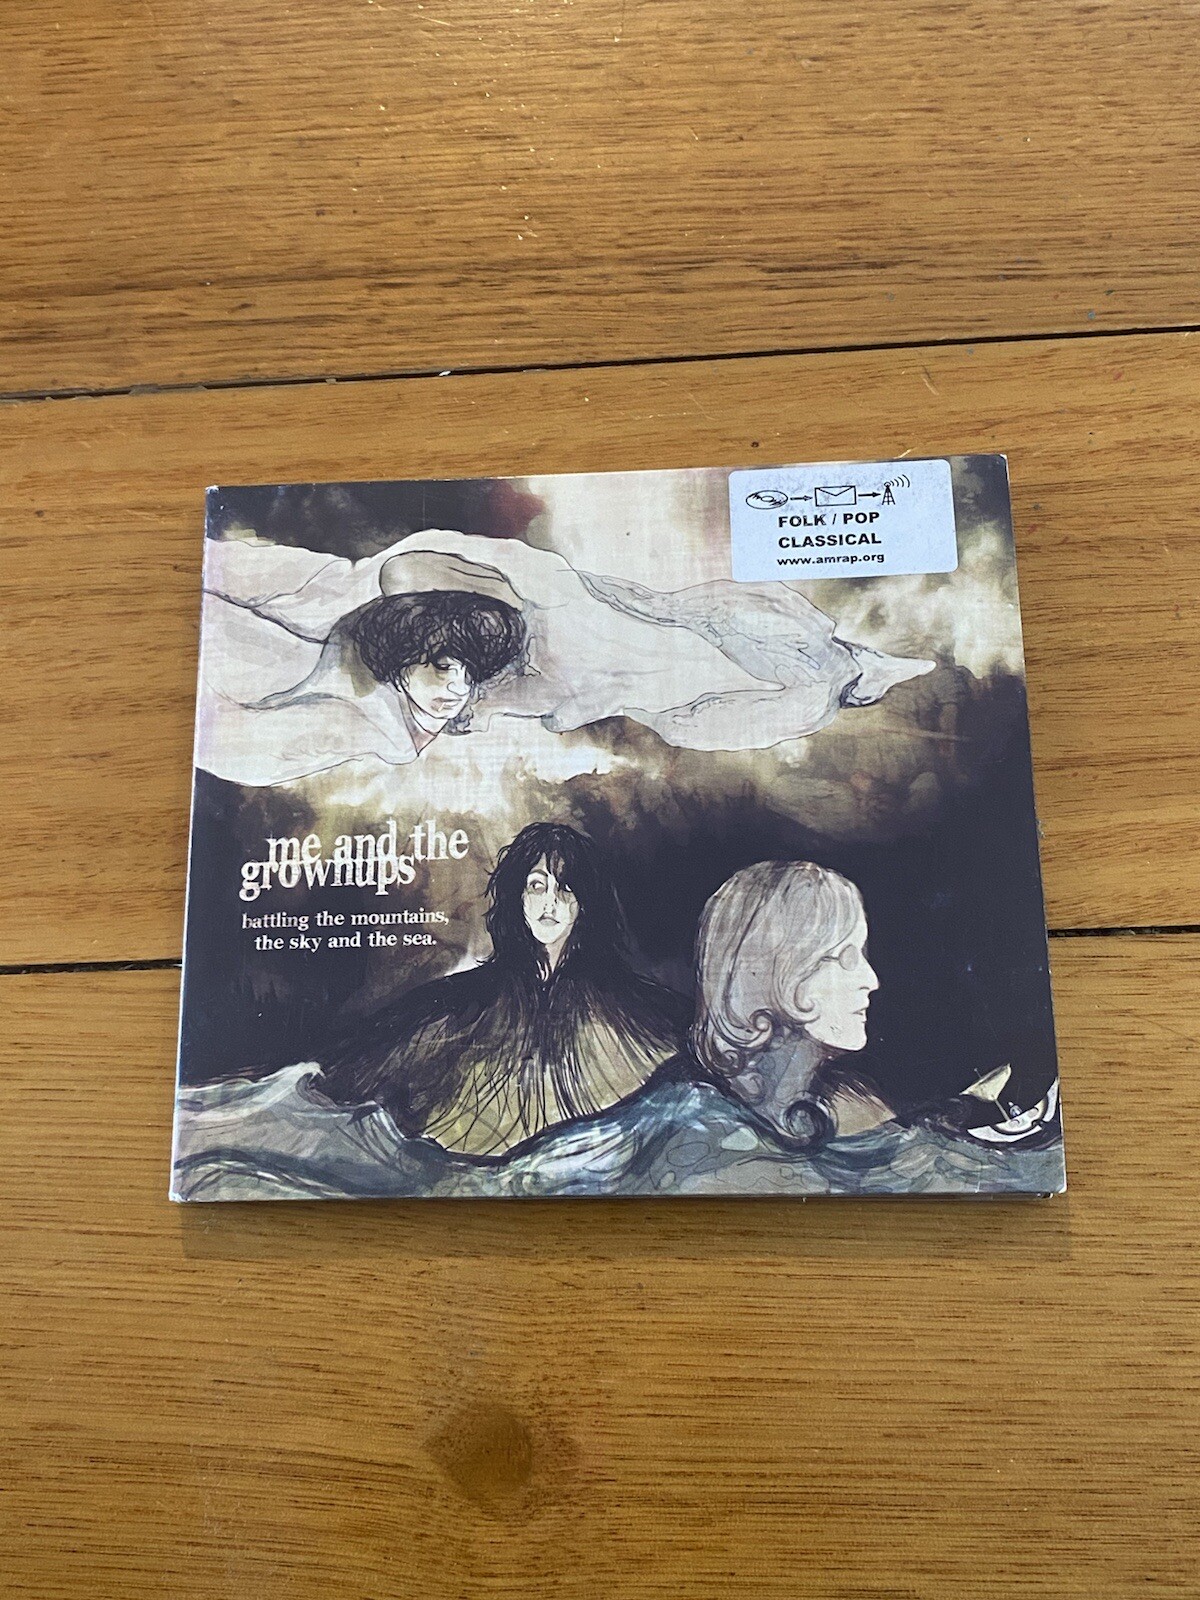 FOLK / POP
CLASSICAL
www.amrap.org
me and the
grownups
battling the mountains,
the sky and the sea.